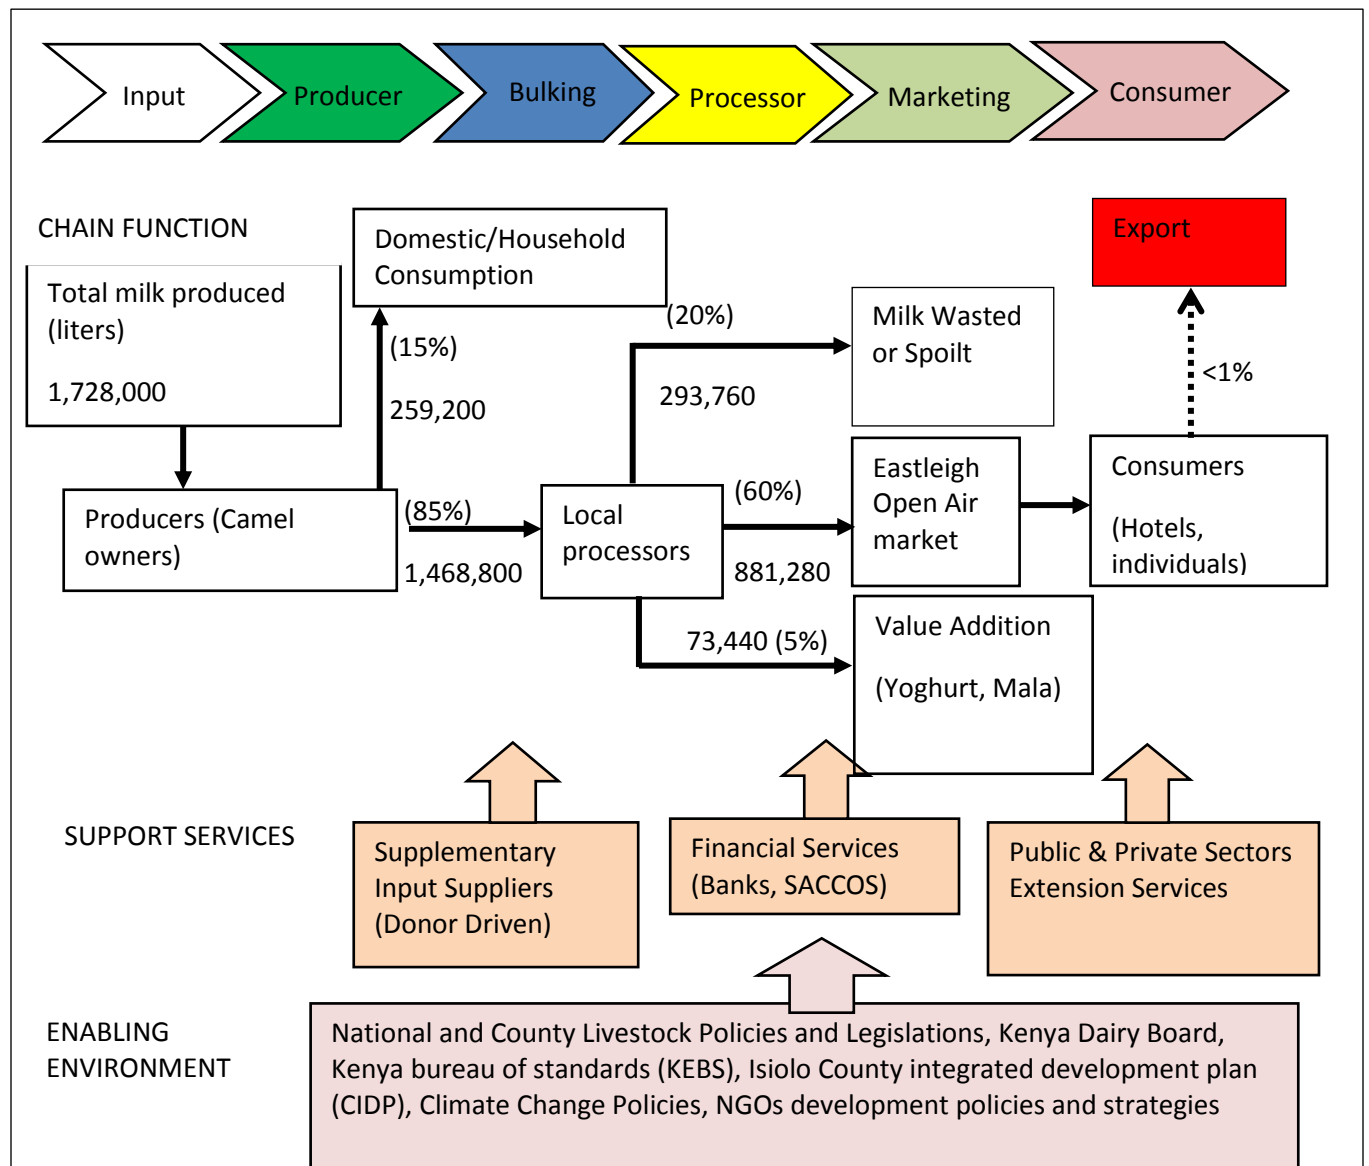 Input
Producer
Bulking
Processor
Marketing
Consumer
CHAIN FUNCTION
Total milk produced
(liters)
1,728,000
Domestic/Household
Consumption
Export
(15%)
259,200
(20%)
293,760
Milk Wasted
or Spoilt
<1%
Producers (Camel
owners)
(85%)
1,468,800
Local
processors
(60%)
881,280
Eastleigh
Open Air
market
Consumers
(Hotels,
individuals)
73,440 (5%)
Value Addition
(Yoghurt, Mala)
SUPPORT SERVICES
Supplementary
Input Suppliers
(Donor Driven)
Financial Services
(Banks, SACCOS)
Public & Private Sectors
Extension Services
ENABLING
ENVIRONMENT
National and County Livestock Policies and Legislations, Kenya Dairy Board,
Kenya bureau of standards (KEBS), Isiolo County integrated development plan
(CIDP), Climate Change Policies, NGOs development policies and strategies